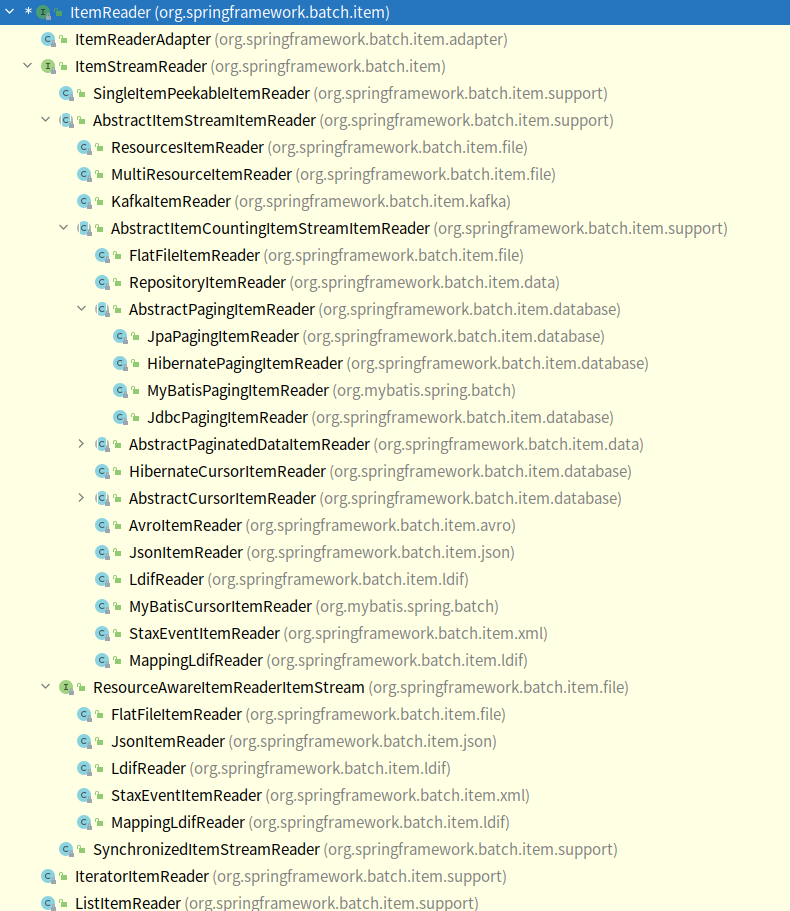 * ItemReader (org.springframework.batch.item)
ItemReaderAdapter (org.springframework.batch.item.adapter)
ItemStreamReader (org.springframework.batch.item)
SingleItemPeekableItemReader (org.springframework.batch.item.support)
AbstractItemStreamItemReader (org.springframework.batch.item.support)
ResourcesItemReader (org.springframework.batch.item.file)
MultiResourceItemReader (org.springframework.batch.item.file)
KafkaItemReader (org.springframework.batch.item.kafka)
AbstractItemCountingItemStreamItemReader (org.springframework.batch.item.support)
FlatFileItemReader (org.springframework.batch.item.file)
RepositoryItemReader (org.springframework.batch.item.data)
AbstractPagingItemReader (org.springframework.batch.item.database)
JpaPagingItemReader (org.springframework.batch.item.database)
HibernatePagingItemReader (org.springframework.batch.item.database)
MyBatisPagingItemReader (org.mybatis.spring.batch)
JdbcPagingItemReader (org.springframework.batch.item.database)
AbstractPaginatedDataItemReader (org.springframework.batch.item.data)
HibernateCursorItemReader (org.springframework.batch.item.database)
AbstractCursorItemReader (org.springframework.batch.item.database)
AvroItemReader (org.springframework.batch.item.avro)
JsonItemReader (org.springframework.batch.item.json)
LdifReader (org.springframework.batch.item.ldif)
MyBatisCursorItemReader (org.mybatis.spring.batch)
StaxEventItemReader (org.springframework.batch.item.xml)
MappingLdifReader (org.springframework.batch.item.ldif)
ResourceAwareItemReaderItemStream (org.springframework.batch.item.file)
FlatFileItemReader (org.springframework.batch.item.file)
JsonItemReader (org.springframework.batch.item.json)
LdifReader (org.springframework.batch.item.ldif)
StaxEventItemReader (org.springframework.batch.item.xml)
MappingLdifReader (org.springframework.batch.item.ldif)
SynchronizedItemStreamReader (org.springframework.batch.item.support)
IteratorItemReader (org.springframework.batch.item.support)
ListItemReader (org.springframework.batch.item.support)